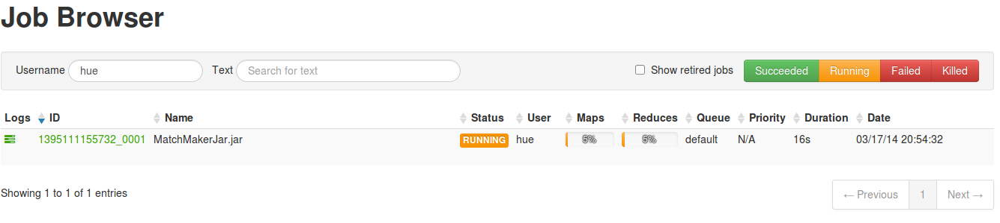 Job Browser
Username hue Text Search for text Show retired jobs Succeeded Running Failed Killed
Logs ID Name Status User Maps Reduces Queue Priority Duration Date
1395111155732_0001 MatchMakerJar.jar RUNNING hue 5% 5% default N/A 16s 03/17/14 20:54:32
Showing 1 to 1 of 1 entries ← Previous 1 Next →